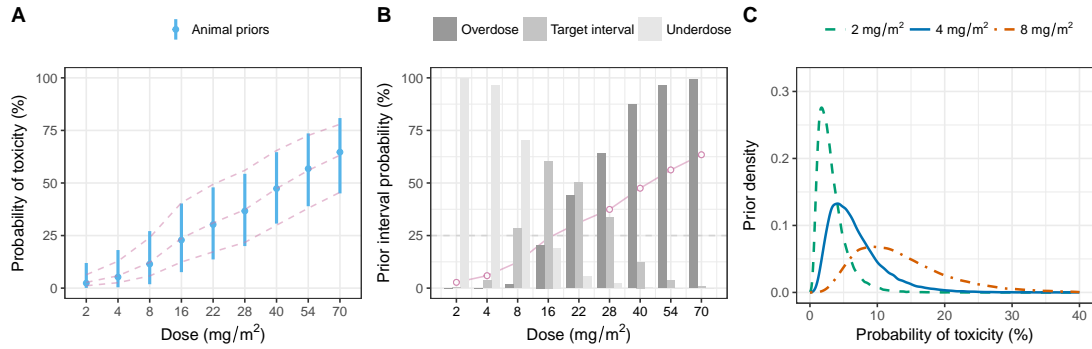 A
Animal priors
Probability of toxicity (%)
100
75
50
25
0
2 4 8 16 22 28 40 54 70
Dose (mg/m²)
B
Overdose Target interval Underdose
Prior interval probability (%)
100
75
50
25
0
2 4 8 16 22 28 40 54 70
Dose (mg/m²)
C
2 mg/m² 4 mg/m² 8 mg/m²
Prior density
0.3
0.2
0.1
0.0
0 10 20 30 40
Probability of toxicity (%)